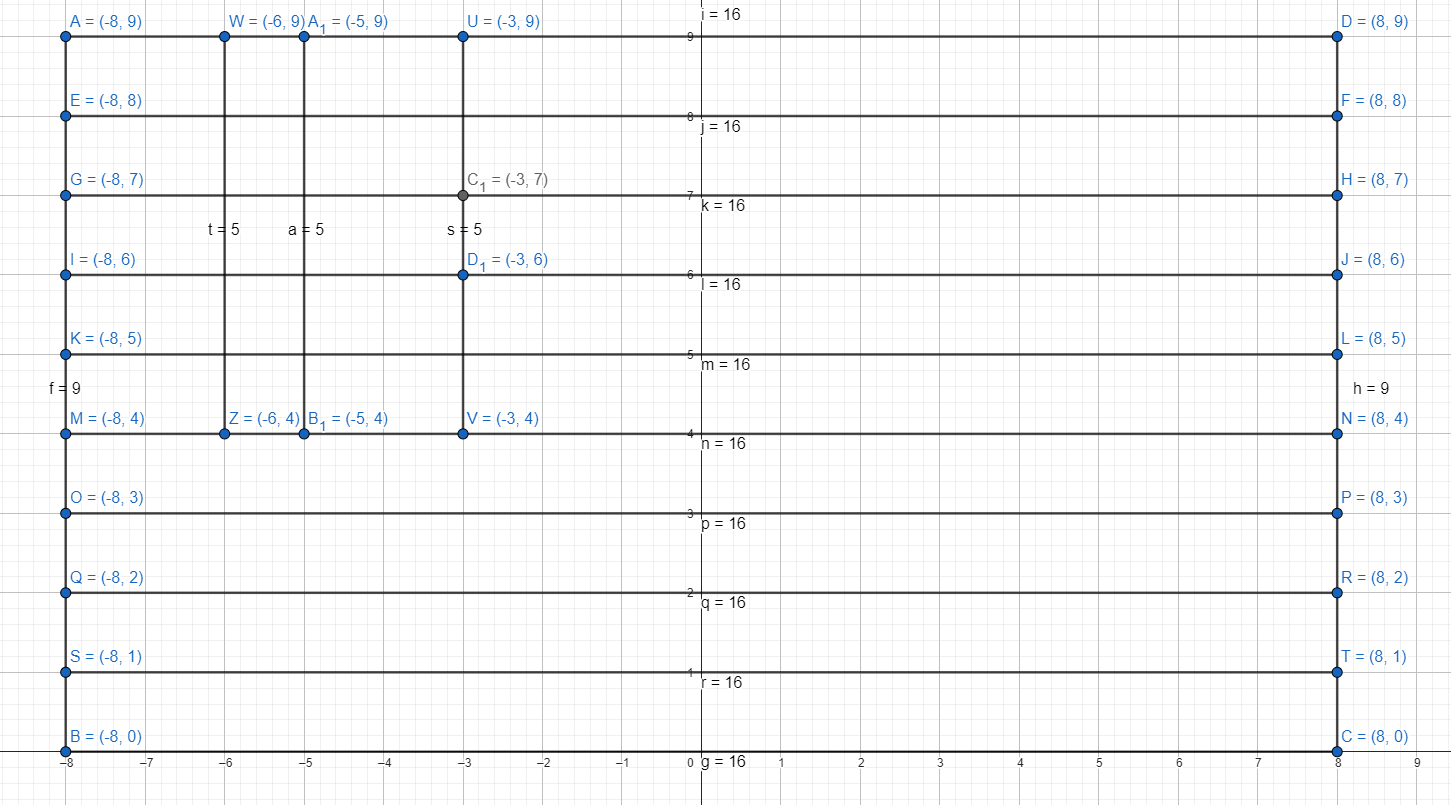 i = 16
A = (-8, 9) W = (-6, 9) A₁ = (-5, 9) U = (-3, 9) D = (8, 9)
9
E = (-8, 8) F = (8, 8)
8
j = 16
G = (-8, 7) C₁ = (-3, 7) H = (8, 7)
7
k = 16
t = 5 a = 5 s = 5
I = (-8, 6) D₁ = (-3, 6) J = (8, 6)
6
l = 16
K = (-8, 5) L = (8, 5)
5
m = 16
f = 9 h = 9
M = (-8, 4) Z = (-6, 4) B₁ = (-5, 4) V = (-3, 4) N = (8, 4)
4
n = 16
O = (-8, 3) P = (8, 3)
3
p = 16
Q = (-8, 2) R = (8, 2)
2
q = 16
S = (-8, 1) T = (8, 1)
1
r = 16
B = (-8, 0) C = (8, 0)
–8 –7 –6 –5 –4 –3 –2 –1 0 g = 16 1 2 3 4 5 6 7 8 9